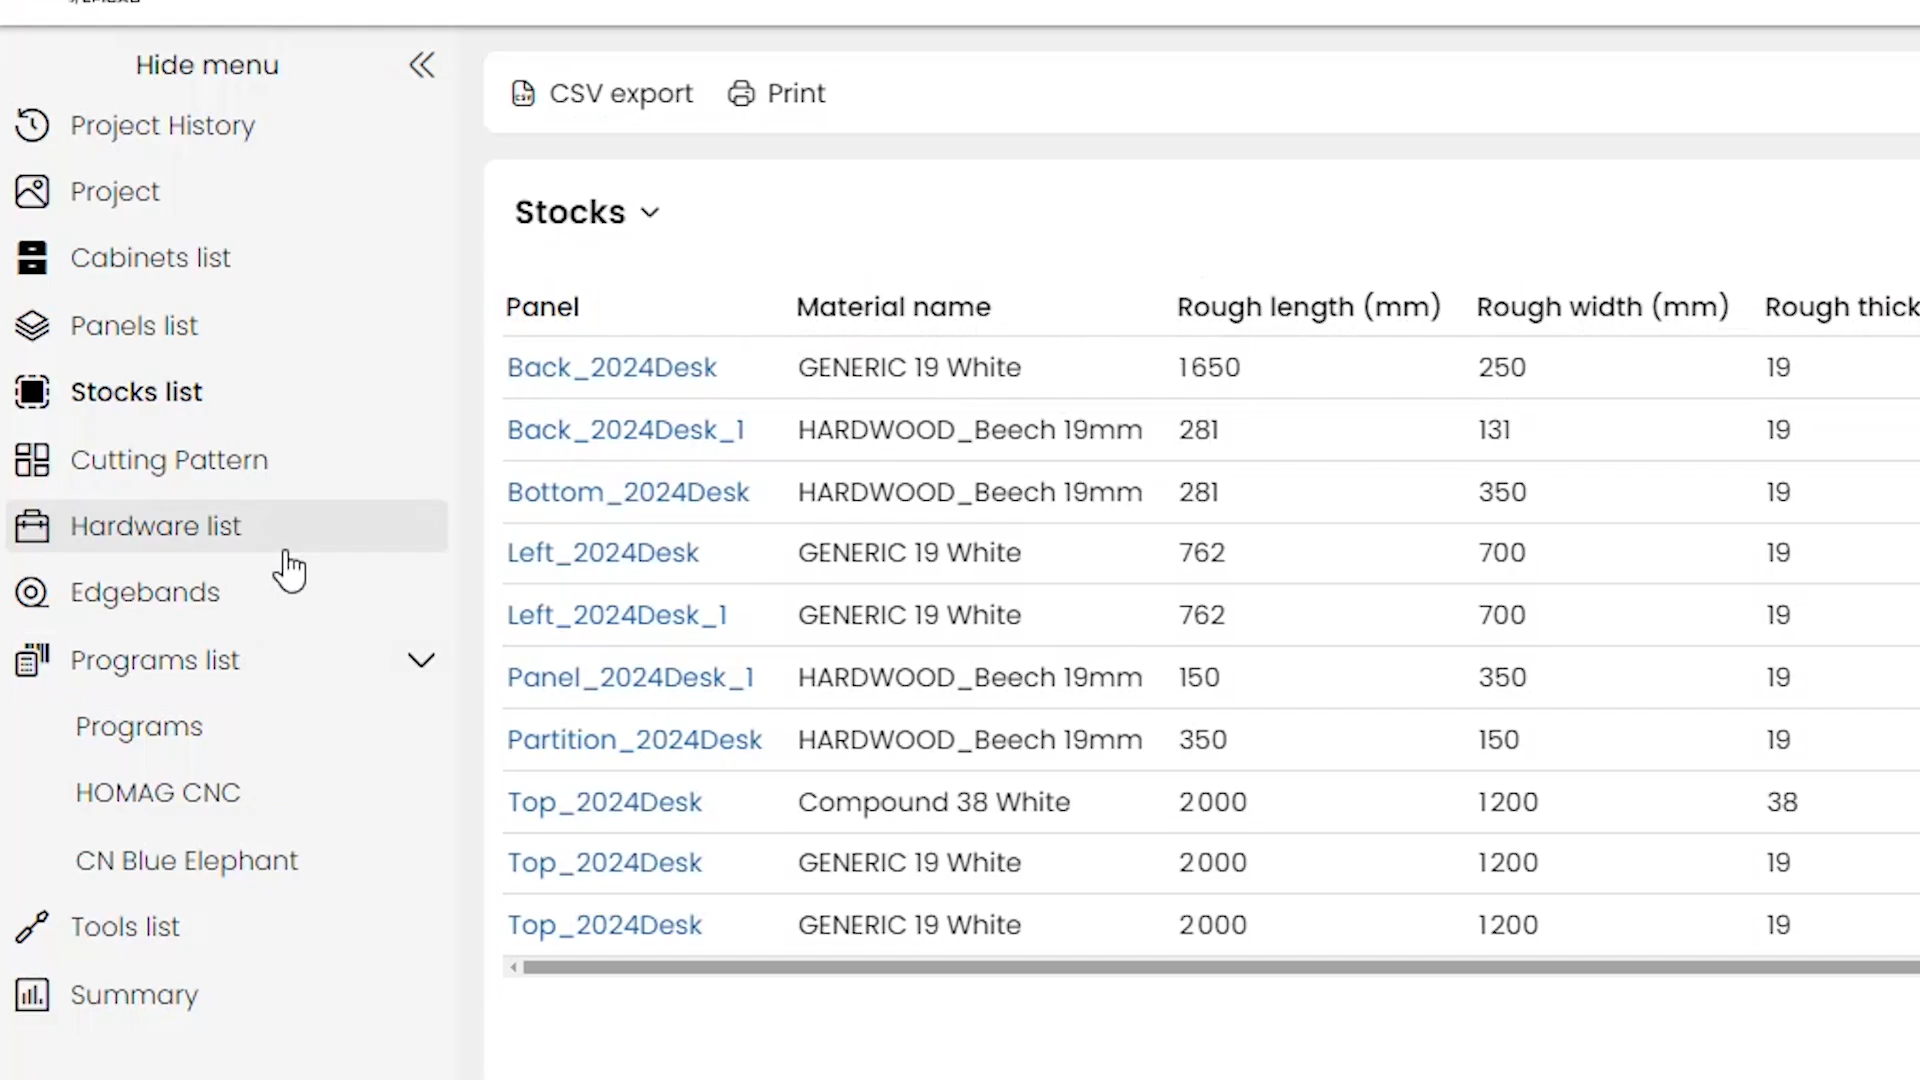 Hide menu
Project History
Project
Cabinets list
Panels list
Stocks list
Cutting Pattern
Hardware list
Edgebands
Programs list
Programs
HOMAG CNC
CN Blue Elephant
Tools list
Summary
CSV export Print
Stocks
Panel Material name Rough length (mm) Rough width (mm) Rough thick
Back_2024Desk GENERIC 19 White 1650 250 19
Back_2024Desk_1 HARDWOOD_Beech 19mm 281 131 19
Bottom_2024Desk HARDWOOD_Beech 19mm 281 350 19
Left_2024Desk GENERIC 19 White 762 700 19
Left_2024Desk_1 GENERIC 19 White 762 700 19
Panel_2024Desk_1 HARDWOOD_Beech 19mm 150 350 19
Partition_2024Desk HARDWOOD_Beech 19mm 350 150 19
Top_2024Desk Compound 38 White 2000 1200 38
Top_2024Desk GENERIC 19 White 2000 1200 19
Top_2024Desk GENERIC 19 White 2000 1200 19